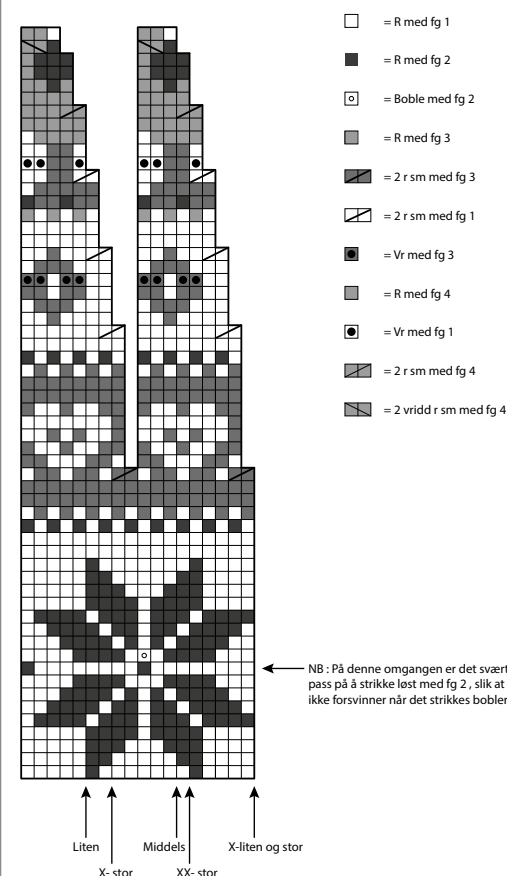 = R med fg 1
= R med fg 2
= Boble med fg 2
= R med fg 3
= 2 r sm med fg 3
= 2 r sm med fg 1
= Vr med fg 3
= R med fg 4
= Vr med fg 1
= 2 r sm med fg 4
= 2 vridd r sm med fg 4
NB : På denne omgangen er det svært
pass på å strikke løst med fg 2 , slik at
ikke forsvinner når det strikkes bobler
Liten
Middels
X-liten og stor
X- stor
XX- stor